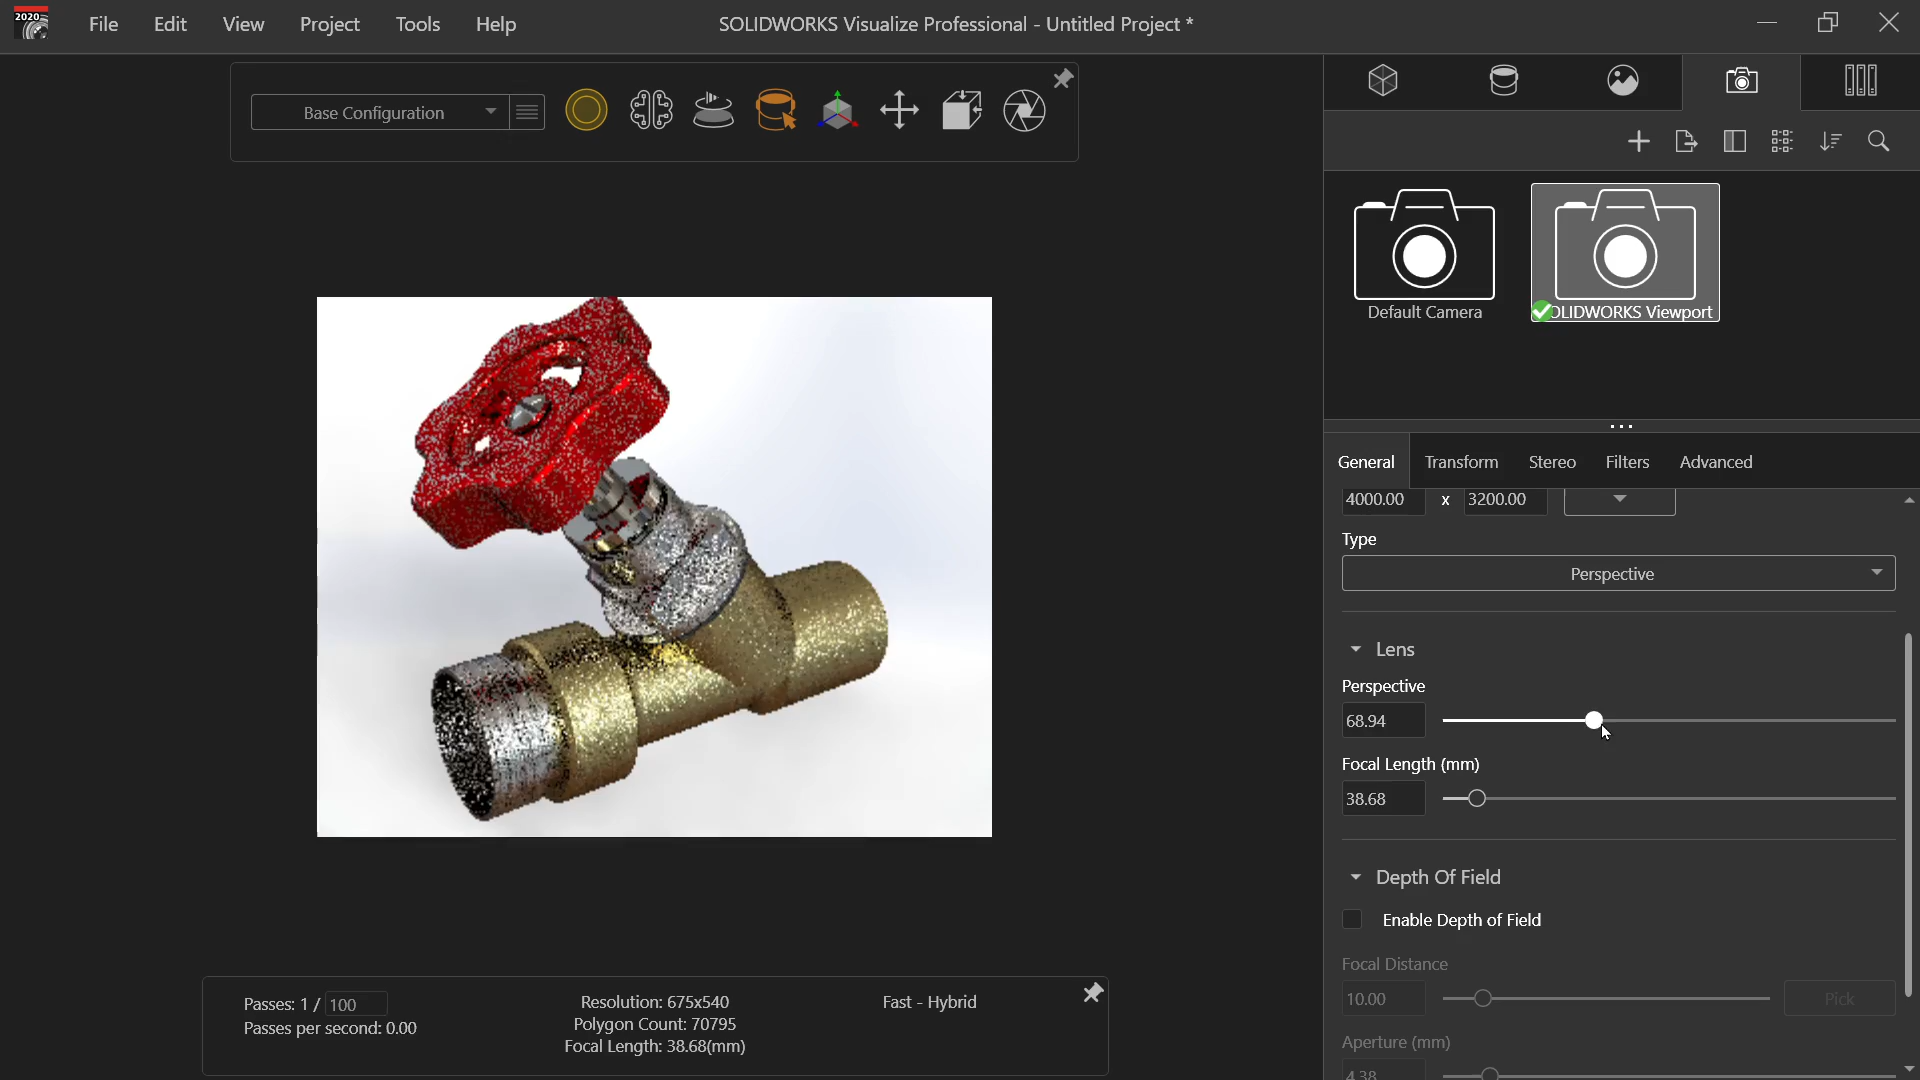 2020
File Edit View Project Tools Help SOLIDWORKS Visualize Professional - Untitled Project *
Base Configuration
Default Camera
OLIDWORKS Viewport
General Transform Stereo Filters Advanced
4000.00 x 3200.00
Type
Perspective
Lens
Perspective
68.94
Focal Length (mm)
38.68
Depth Of Field
Enable Depth of Field
Focal Distance
10.00 Pick
Aperture (mm)
4.38
Passes: 1 / 100
Passes per second: 0.00
Resolution: 675x540
Polygon Count: 70795
Focal Length: 38.68(mm)
Fast - Hybrid